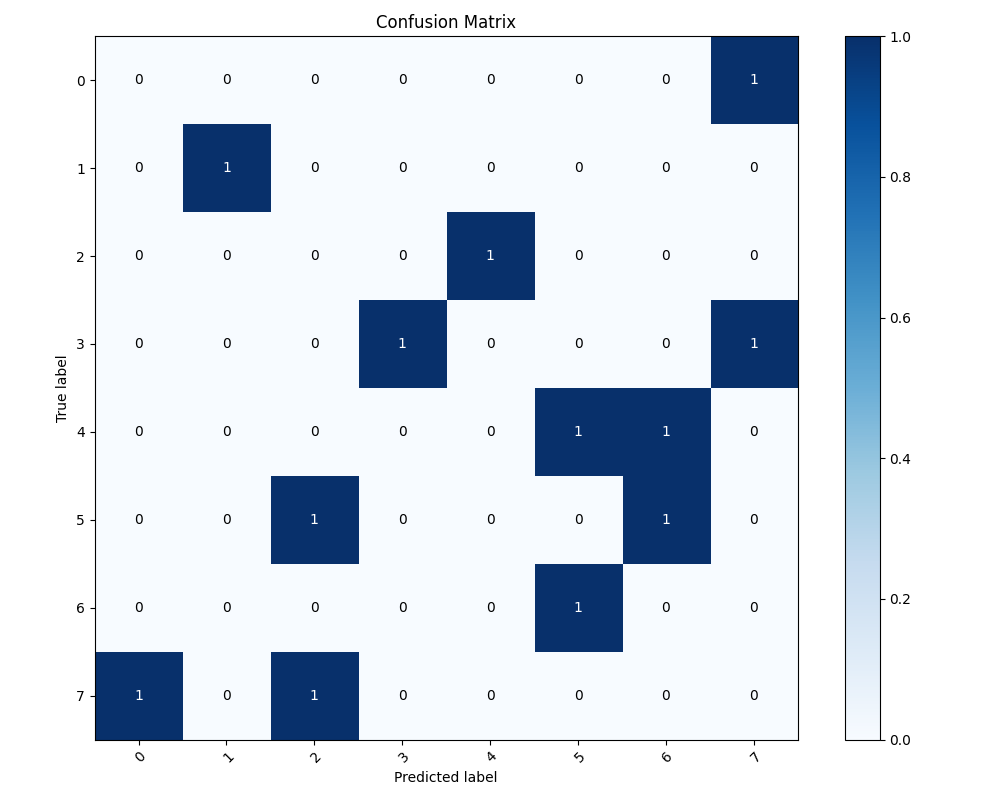 Confusion Matrix
0 0 0 0 0 0 0 0 1 1.0
1 0 1 0 0 0 0 0 0 0.8
2 0 0 0 0 1 0 0 0
3 0 0 0 1 0 0 0 1 0.6
4 0 0 0 0 0 1 1 0 0.4
5 0 0 1 0 0 0 1 0
6 0 0 0 0 0 1 0 0 0.2
7 1 0 1 0 0 0 0 0 0.0
0 1 2 3 4 5 6 7
Predicted label
True label